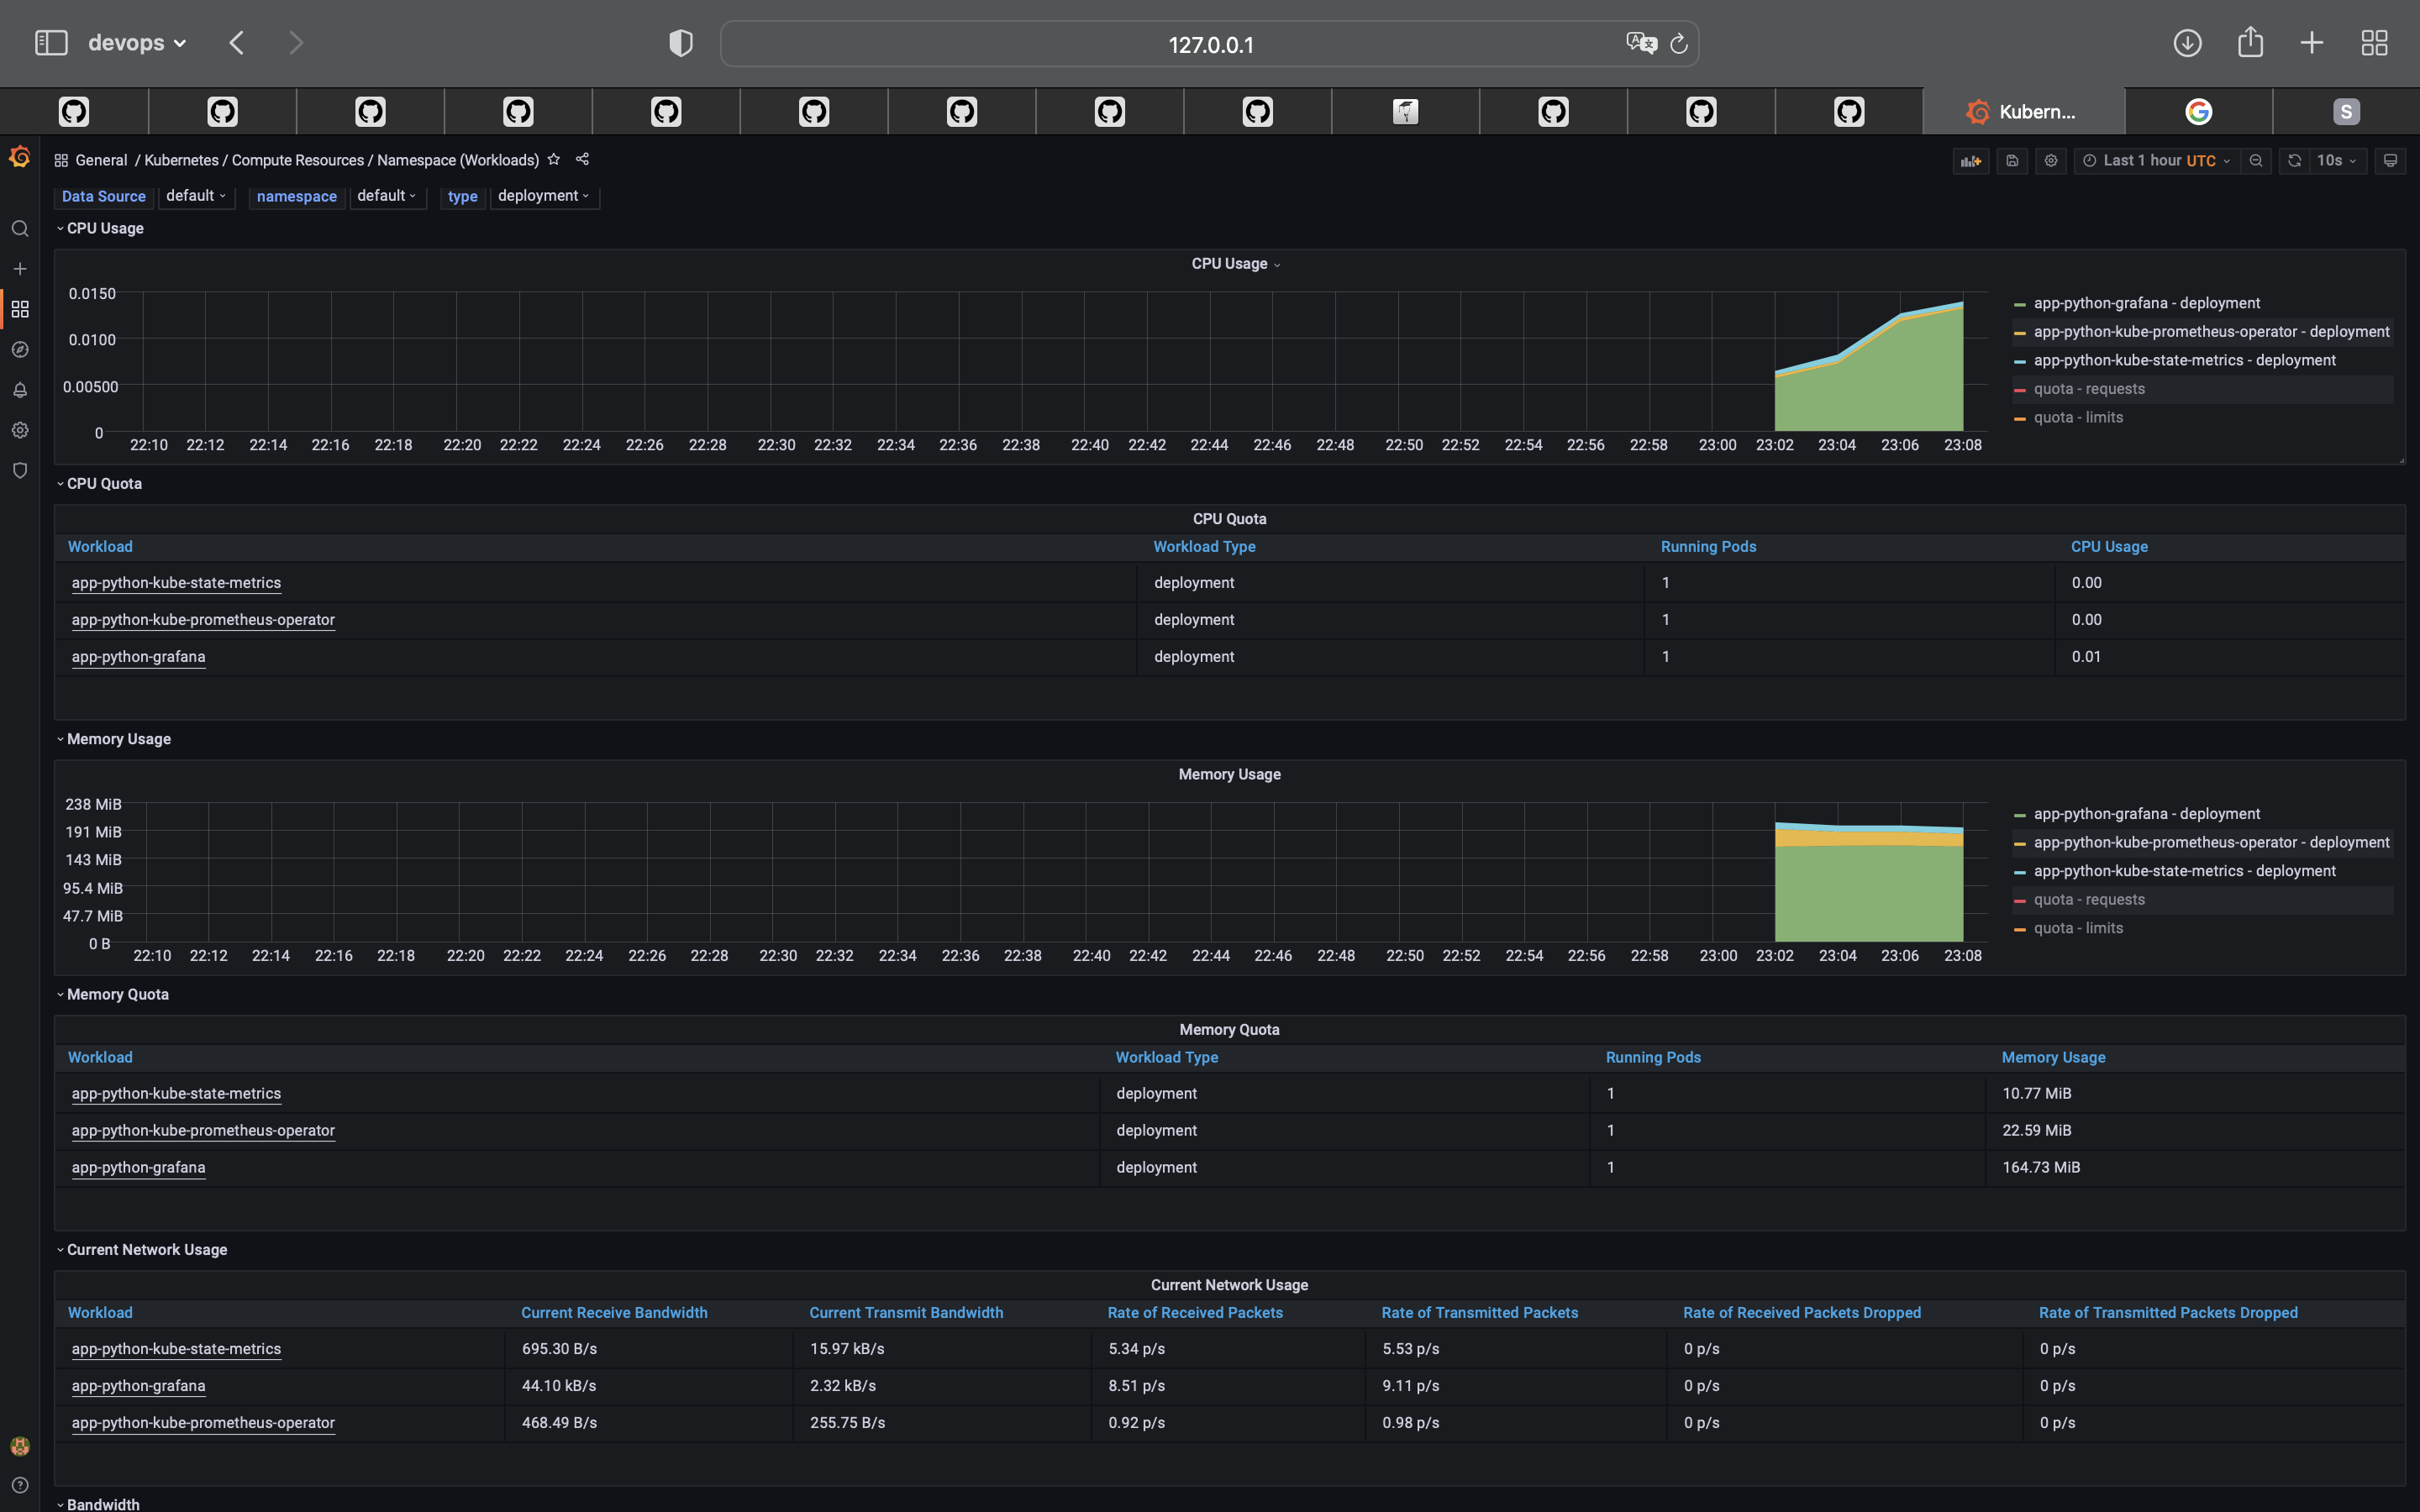 devops
127.0.0.1
Kubern...
S
General / Kubernetes / Compute Resources / Namespace (Workloads)
Last 1 hour UTC
10s
Data Source default namespace default type deployment
CPU Usage
CPU Usage
0.0150
0.0100
0.00500
0
22:10 22:12 22:14 22:16 22:18 22:20 22:22 22:24 22:26 22:28 22:30 22:32 22:34 22:36 22:38 22:40 22:42 22:44 22:46 22:48 22:50 22:52 22:54 22:56 22:58 23:00 23:02 23:04 23:06 23:08
app-python-grafana - deployment
app-python-kube-prometheus-operator - deployment
app-python-kube-state-metrics - deployment
quota - requests
quota - limits
CPU Quota
CPU Quota
Workload Workload Type Running Pods CPU Usage
app-python-kube-state-metrics deployment 1 0.00
app-python-kube-prometheus-operator deployment 1 0.00
app-python-grafana deployment 1 0.01
Memory Usage
Memory Usage
238 MiB
191 MiB
143 MiB
95.4 MiB
47.7 MiB
0 B
22:10 22:12 22:14 22:16 22:18 22:20 22:22 22:24 22:26 22:28 22:30 22:32 22:34 22:36 22:38 22:40 22:42 22:44 22:46 22:48 22:50 22:52 22:54 22:56 22:58 23:00 23:02 23:04 23:06 23:08
app-python-grafana - deployment
app-python-kube-prometheus-operator - deployment
app-python-kube-state-metrics - deployment
quota - requests
quota - limits
Memory Quota
Memory Quota
Workload Workload Type Running Pods Memory Usage
app-python-kube-state-metrics deployment 1 10.77 MiB
app-python-kube-prometheus-operator deployment 1 22.59 MiB
app-python-grafana deployment 1 164.73 MiB
Current Network Usage
Current Network Usage
Workload Current Receive Bandwidth Current Transmit Bandwidth Rate of Received Packets Rate of Transmitted Packets Rate of Received Packets Dropped Rate of Transmitted Packets Dropped
app-python-kube-state-metrics 695.30 B/s 15.97 kB/s 5.34 p/s 5.53 p/s 0 p/s 0 p/s
app-python-grafana 44.10 kB/s 2.32 kB/s 8.51 p/s 9.11 p/s 0 p/s 0 p/s
app-python-kube-prometheus-operator 468.49 B/s 255.75 B/s 0.92 p/s 0.98 p/s 0 p/s 0 p/s
Bandwidth